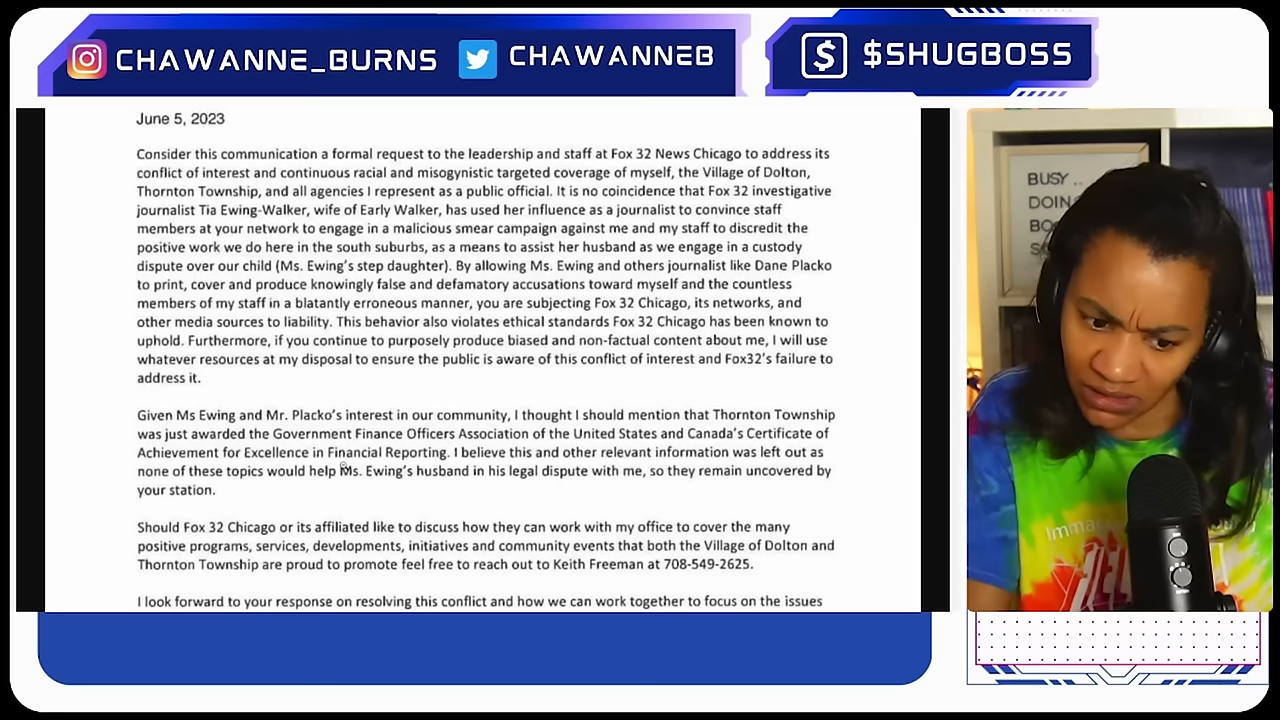 CHAWANNE_BURNS
CHAWANNEB
$SHUGBOSS
June 5, 2023
Consider this communication a formal request to the leadership and staff at Fox 32 News Chicago to address its
conflict of interest and continuous racial and misogynistic targeted coverage of myself, the Village of Dolton,
Thornton Township, and all agencies I represent as a public official. It is no coincidence that Fox 32 investigative
journalist Tia Ewing-Walker, wife of Early Walker, has used her influence as a journalist to convince staff
members at your network to engage in a malicious smear campaign against me and my staff to discredit the
positive work we do here in the south suburbs, as a means to assist her husband as we engage in a custody
dispute over our child (Ms. Ewing's step daughter). By allowing Ms. Ewing and others journalist like Dane Placko
to print, cover and produce knowingly false and defamatory accusations toward myself and the countless
members of my staff in a blatantly erroneous manner, you are subjecting Fox 32 Chicago, its networks, and
other media sources to liability. This behavior also violates ethical standards Fox 32 Chicago has been known to
uphold. Furthermore, if you continue to purposely produce biased and non-factual content about me, I will use
whatever resources at my disposal to ensure the public is aware of this conflict of interest and Fox32's failure to
address it.
Given Ms Ewing and Mr. Placko's interest in our community, I thought I should mention that Thornton Township
was just awarded the Government Finance Officers Association of the United States and Canada's Certificate of
Achievement for Excellence in Financial Reporting. I believe this and other relevant information was left out as
none of these topics would help Ms. Ewing's husband in his legal dispute with me, so they remain uncovered by
your station.
Should Fox 32 Chicago or its affiliated like to discuss how they can work with my office to cover the many
positive programs, services, developments, initiatives and community events that both the Village of Dolton and
Thornton Township are proud to promote feel free to reach out to Keith Freeman at 708-549-2625.
I look forward to your response on resolving this conflict and how we can work together to focus on the issues
BUSY ..